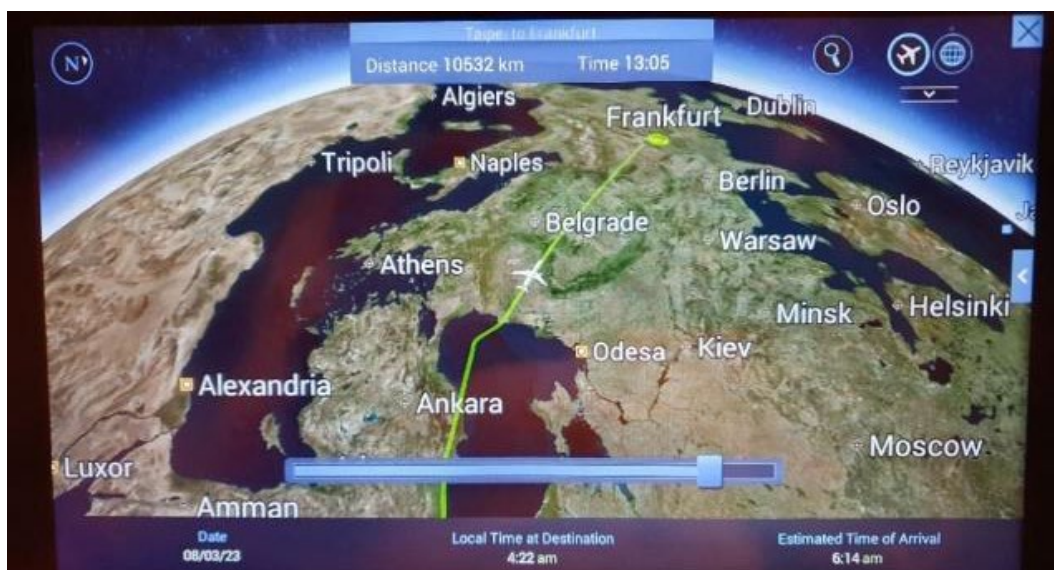 N
Taipei to Frankfurt
Distance 10532 km Time 13:05
Algiers
Frankfurt
Dublin
Tripoli
Naples
Reykjavik
Berlin
Oslo
Belgrade
Warsaw
Athens
Helsinki
Minsk
Odesa
Kiev
Alexandria
Ankara
Moscow
Luxor
Amman
Date
08/03/23
Local Time at Destination
4:22 am
Estimated Time of Arrival
6:14 am